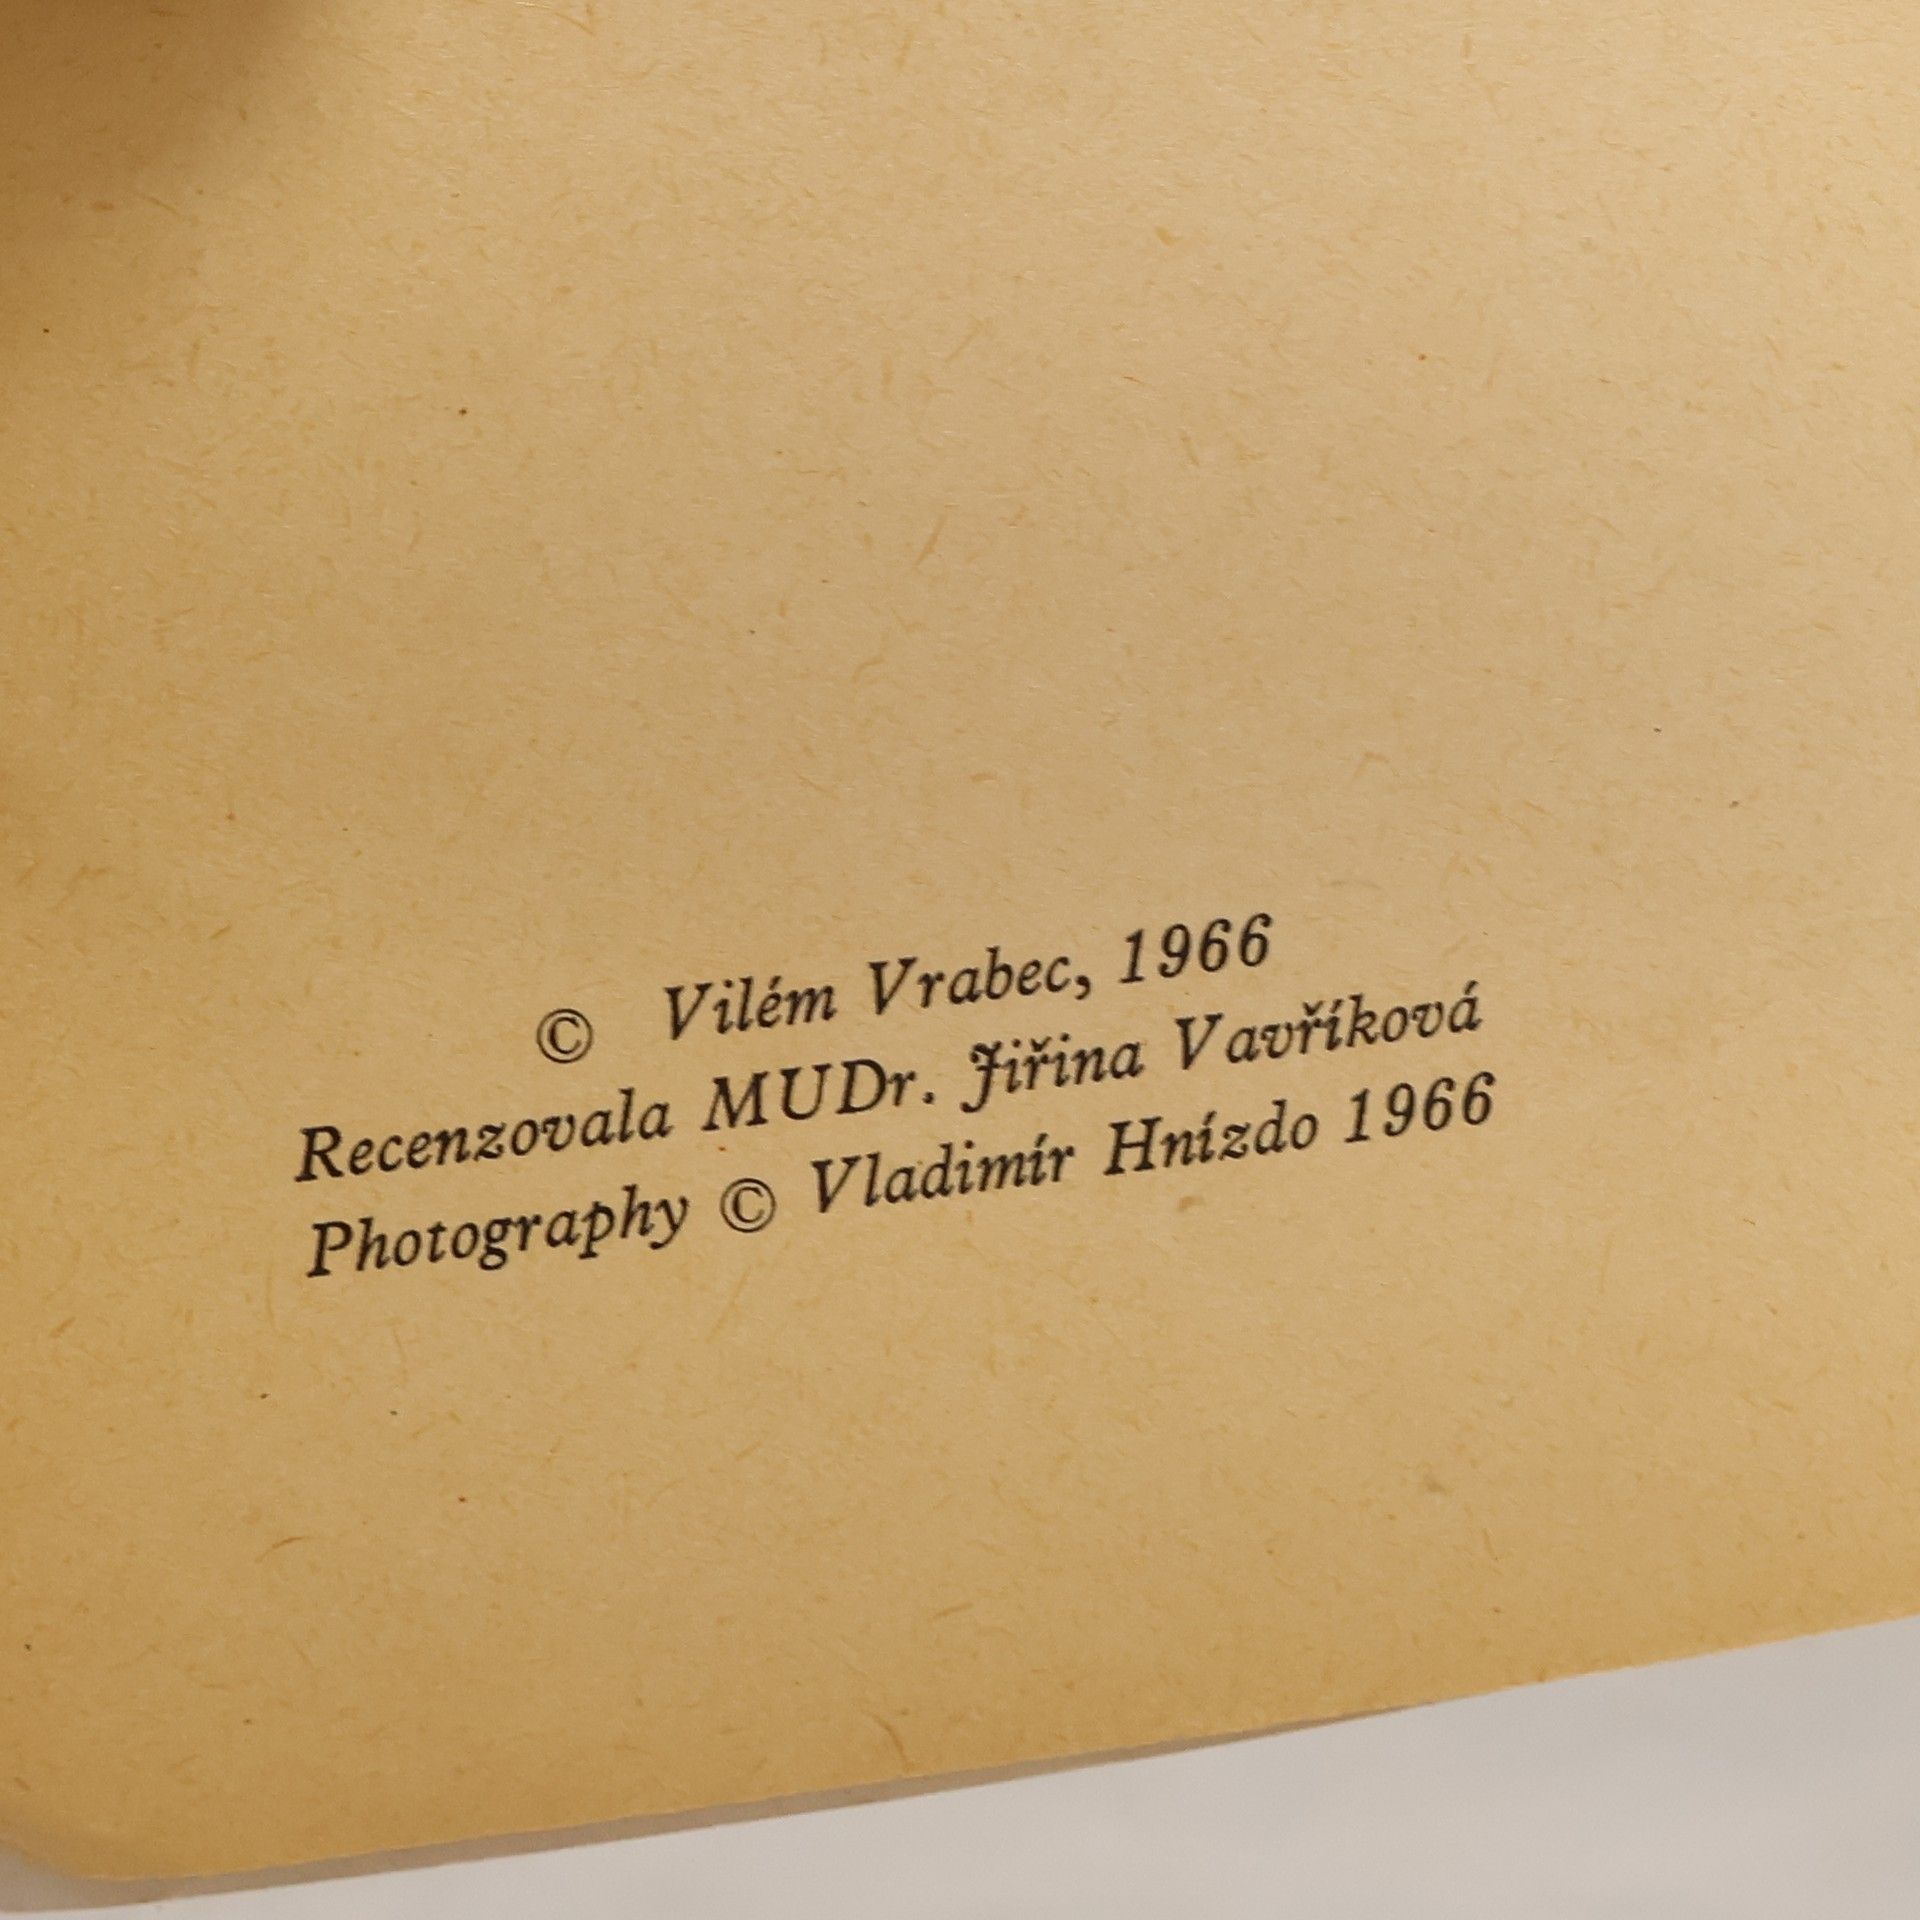 © Vilém Vrabec, 1966
Recenzovala MUDr. Jiřina Vavříková
Photography © Vladimír Hnízdo 1966